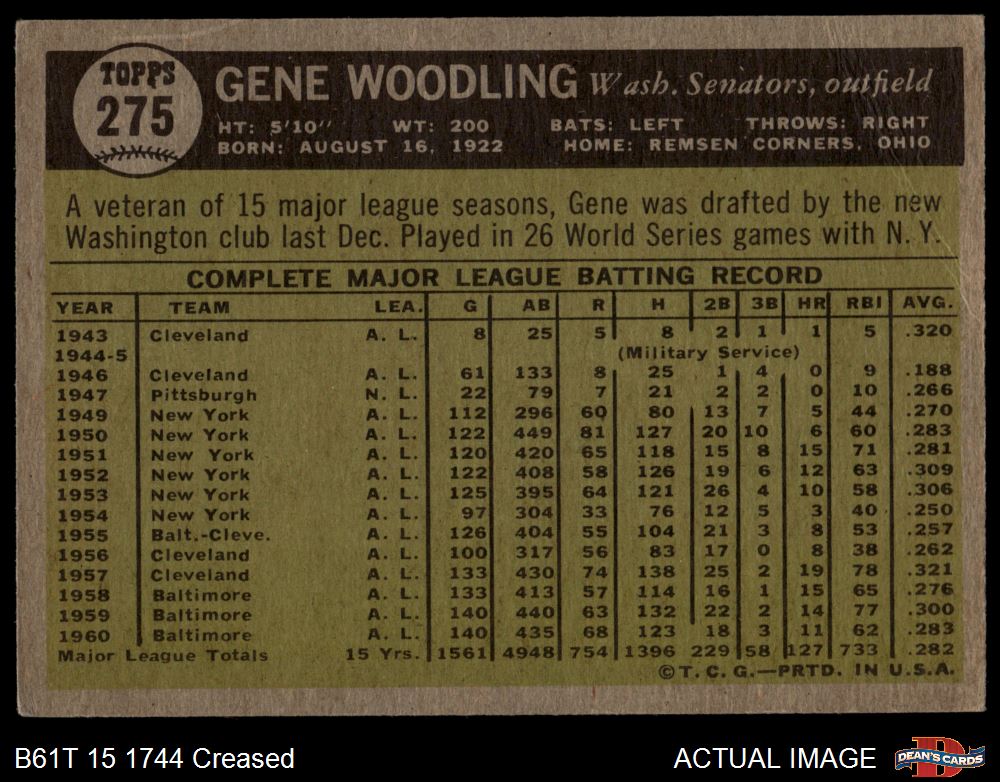 TOPPS
275
GENE WOODLING Wash. Senators, outfield
HT: 5'10" WT: 200 BATS: LEFT THROWS: RIGHT
BORN: AUGUST 16, 1922 HOME: REMSEN CORNERS, OHIO
A veteran of 15 major league seasons, Gene was drafted by the new
Washington club last Dec. Played in 26 World Series games with N. Y.
COMPLETE MAJOR LEAGUE BATTING RECORD
YEAR TEAM LEA. G AB R H 2B 3B HR RBI AVG.
1943 Cleveland A. L. 8 25 5 8 2 1 1 5 .320
1944-5 (Military Service)
1946 Cleveland A. L. 61 133 8 25 1 4 0 9 .188
1947 Pittsburgh N. L. 22 79 7 21 2 2 0 10 .266
1949 New York A. L. 112 296 60 80 13 7 5 44 .270
1950 New York A. L. 122 449 81 127 20 10 6 60 .283
1951 New York A. L. 120 420 65 118 15 8 15 71 .281
1952 New York A. L. 122 408 58 126 19 6 12 63 .309
1953 New York A. L. 125 395 64 121 26 4 10 58 .306
1954 New York A. L. 97 304 33 76 12 5 3 40 .250
1955 Balt.-Cleve. A. L. 126 404 55 104 21 3 8 53 .257
1956 Cleveland A. L. 100 317 56 83 17 0 8 38 .262
1957 Cleveland A. L. 133 430 74 138 25 2 19 78 .321
1958 Baltimore A. L. 133 413 57 114 16 1 15 65 .276
1959 Baltimore A. L. 140 440 63 132 22 2 14 77 .300
1960 Baltimore A. L. 140 435 68 123 18 3 11 62 .283
Major League Totals 15 Yrs. 1561 4948 754 1396 229 58 127 733 .282
©T. C. G.—PRTD. IN U.S.A.
B61T 15 1744 Creased ACTUAL IMAGE
DEAN'S CARDS